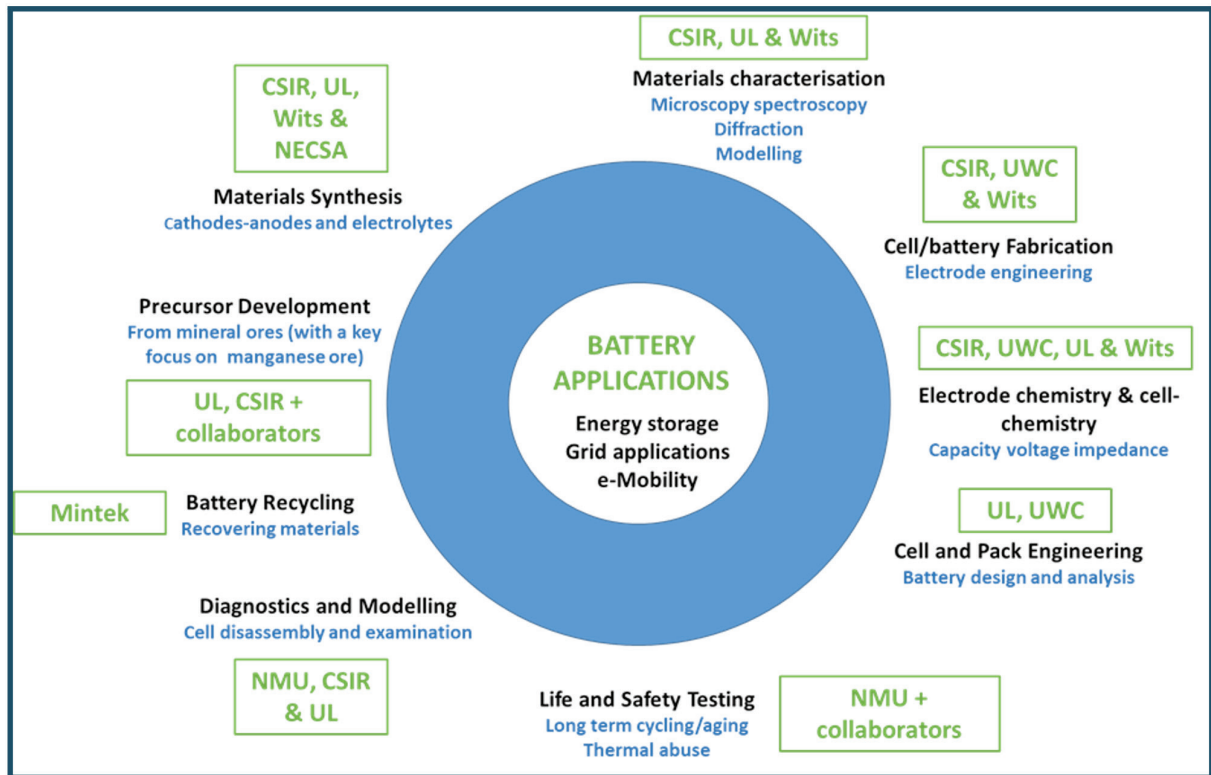 CSIR, UL & Wits
Materials characterisation
Microscopy spectroscopy
Diffraction
Modelling
CSIR, UWC
& Wits
Cell/battery Fabrication
Electrode engineering
CSIR, UWC, UL & Wits
Electrode chemistry & cell-
chemistry
Capacity voltage impedance
UL, UWC
Cell and Pack Engineering
Battery design and analysis
NMU +
collaborators
Life and Safety Testing
Long term cycling/aging
Thermal abuse
NMU, CSIR
& UL
Diagnostics and Modelling
Cell disassembly and examination
Mintek
Battery Recycling
Recovering materials
UL, CSIR +
collaborators
Precursor Development
From mineral ores (with a key
focus on manganese ore)
CSIR, UL,
Wits &
NECSA
Materials Synthesis
Cathodes-anodes and electrolytes
BATTERY
APPLICATIONS
Energy storage
Grid applications
e-Mobility